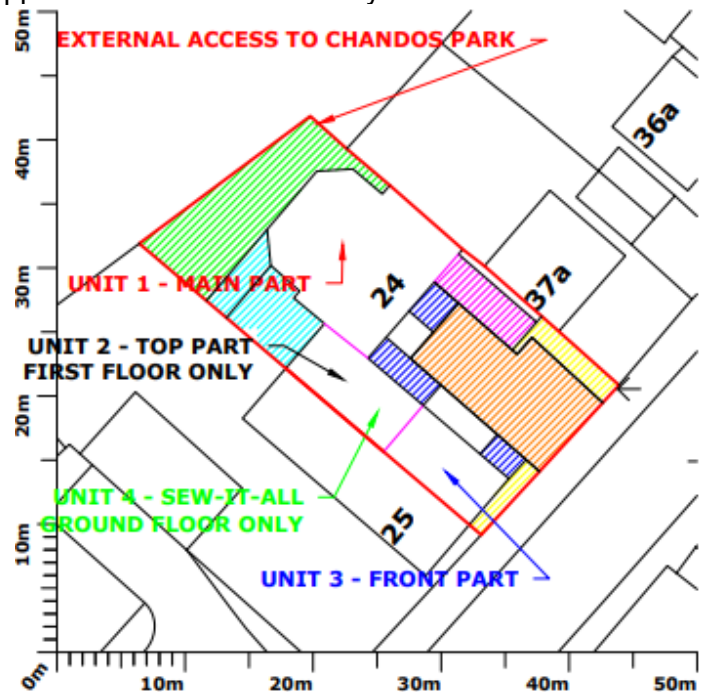 50m
EXTERNAL ACCESS TO CHANDOS PARK
36a
40m
30m
UNIT 1 - MAIN PART
24
37a
UNIT 2 - TOP PART
FIRST FLOOR ONLY
20m
UNIT 4 - SEW-IT-ALL
GROUND FLOOR ONLY
25
10m
UNIT 3 - FRONT PART
0m
10m
20m
30m
40m
50m